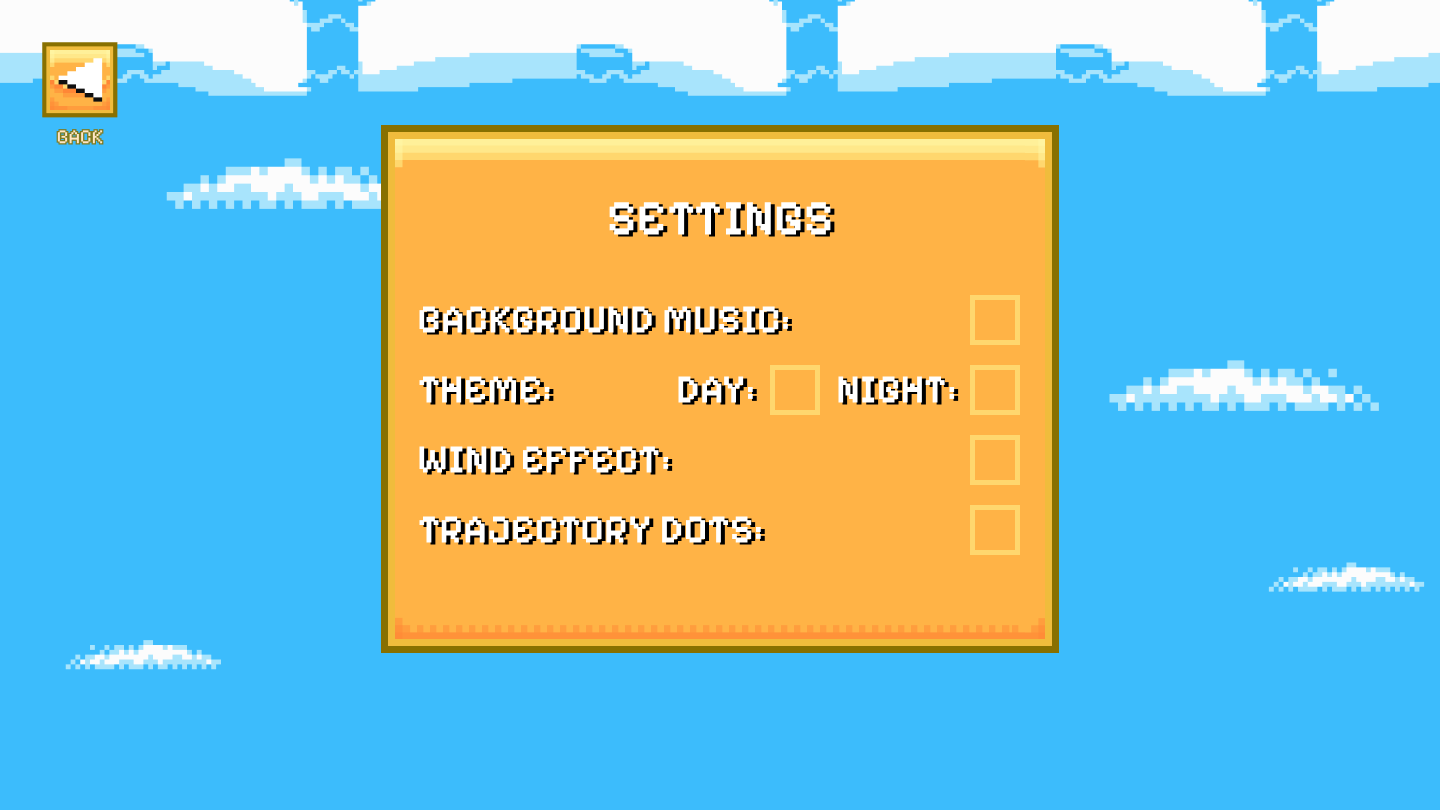 BACK
SETTINGS
BACKGROUND MUSIC:
THEME: DAY: NIGHT:
WIND EFFECT:
TRAJECTORY DOTS: